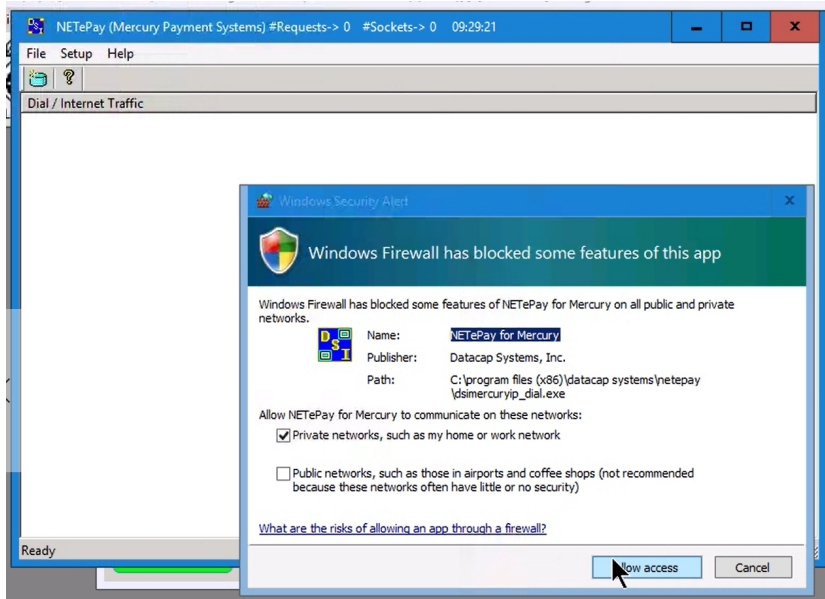 NETePay (Mercury Payment Systems) #Requests-> 0 #Sockets-> 0 09:29:21
File Setup Help
Dial / Internet Traffic
Windows Security Alert
Windows Firewall has blocked some features of this app
Windows Firewall has blocked some features of NETePay for Mercury on all public and private
networks.
DSI
Name: NETePay for Mercury
Publisher: Datacap Systems, Inc.
Path: C:\program files (x86)\datacap systems\netepay
\dsimercuryip_dial.exe
Allow NETePay for Mercury to communicate on these networks:
Private networks, such as my home or work network
Public networks, such as those in airports and coffee shops (not recommended
because these networks often have little or no security)
What are the risks of allowing an app through a firewall?
Ready
Allow access Cancel